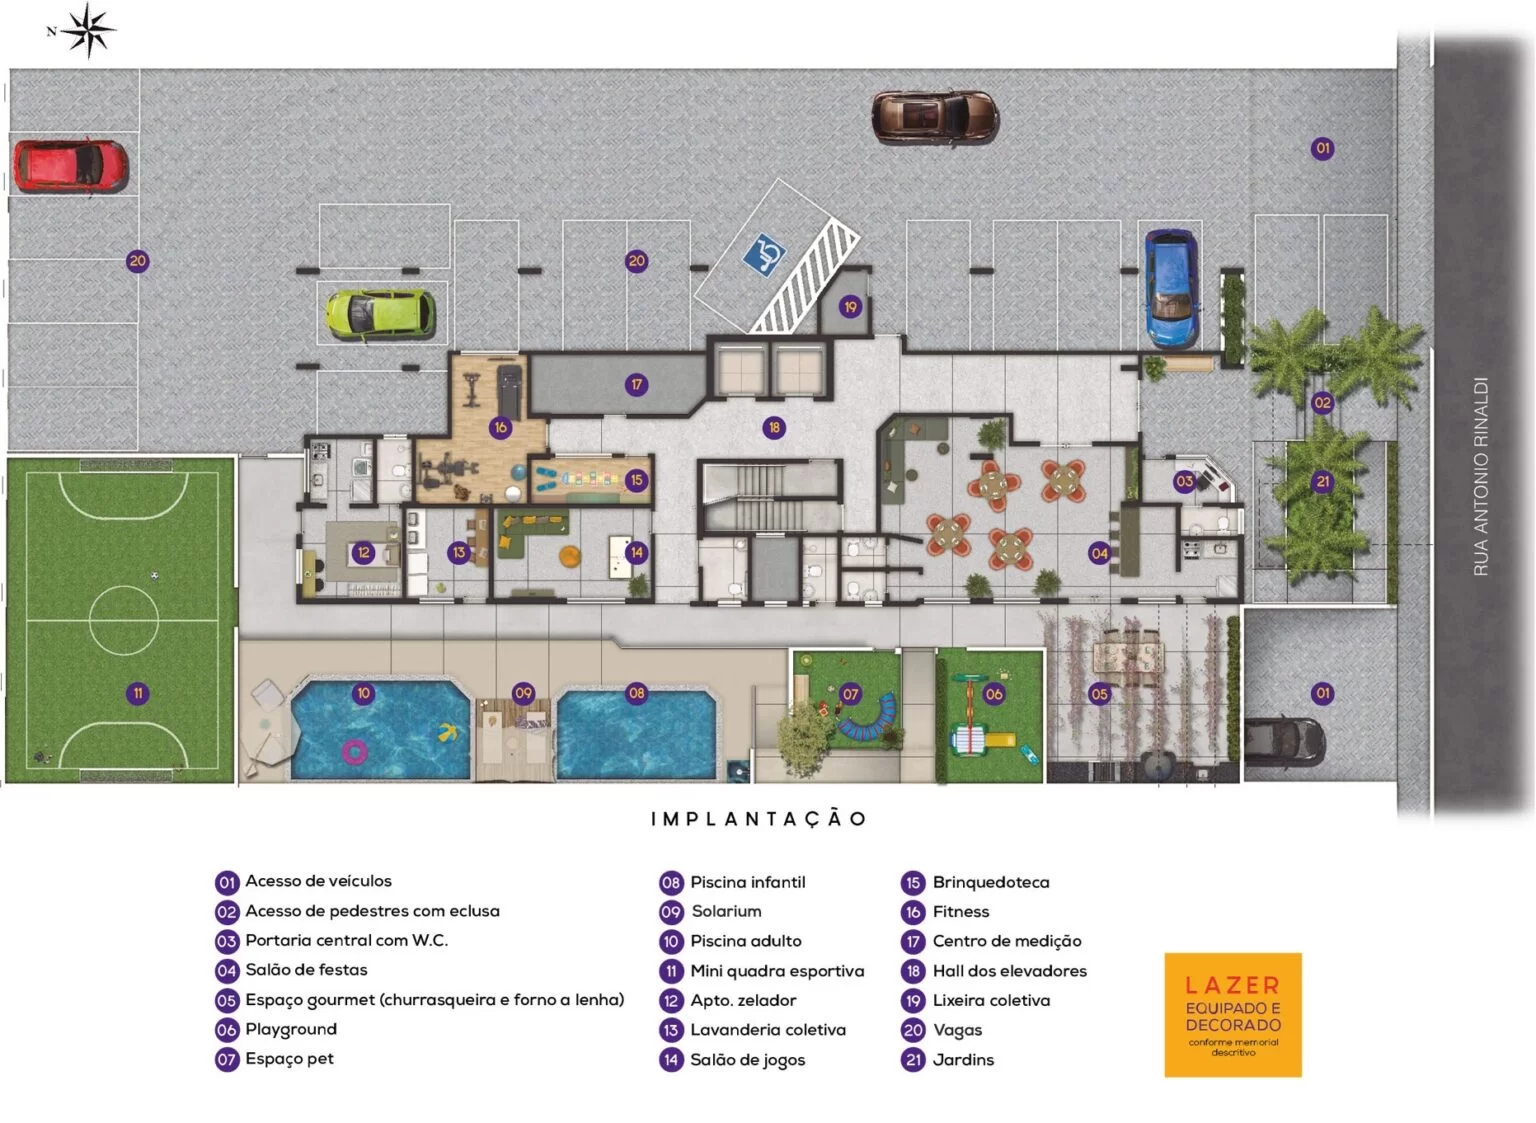 N
01
20
20
19
RUA ANTONIO RINALDI
17
02
16
18
15
03
21
12
13
14
04
11
10
09
08
07
06
05
01
IMPLANTAÇÃO
01 Acesso de veículos
02 Acesso de pedestres com eclusa
03 Portaria central com W.C.
04 Salão de festas
05 Espaço gourmet (churrasqueira e forno a lenha)
06 Playground
07 Espaço pet
08 Piscina infantil
09 Solarium
10 Piscina adulto
11 Mini quadra esportiva
12 Apto. zelador
13 Lavanderia coletiva
14 Salão de jogos
15 Brinquedoteca
16 Fitness
17 Centro de medição
18 Hall dos elevadores
19 Lixeira coletiva
20 Vagas
21 Jardins
LAZER
EQUIPADO E
DECORADO
conforme memorial
descritivo